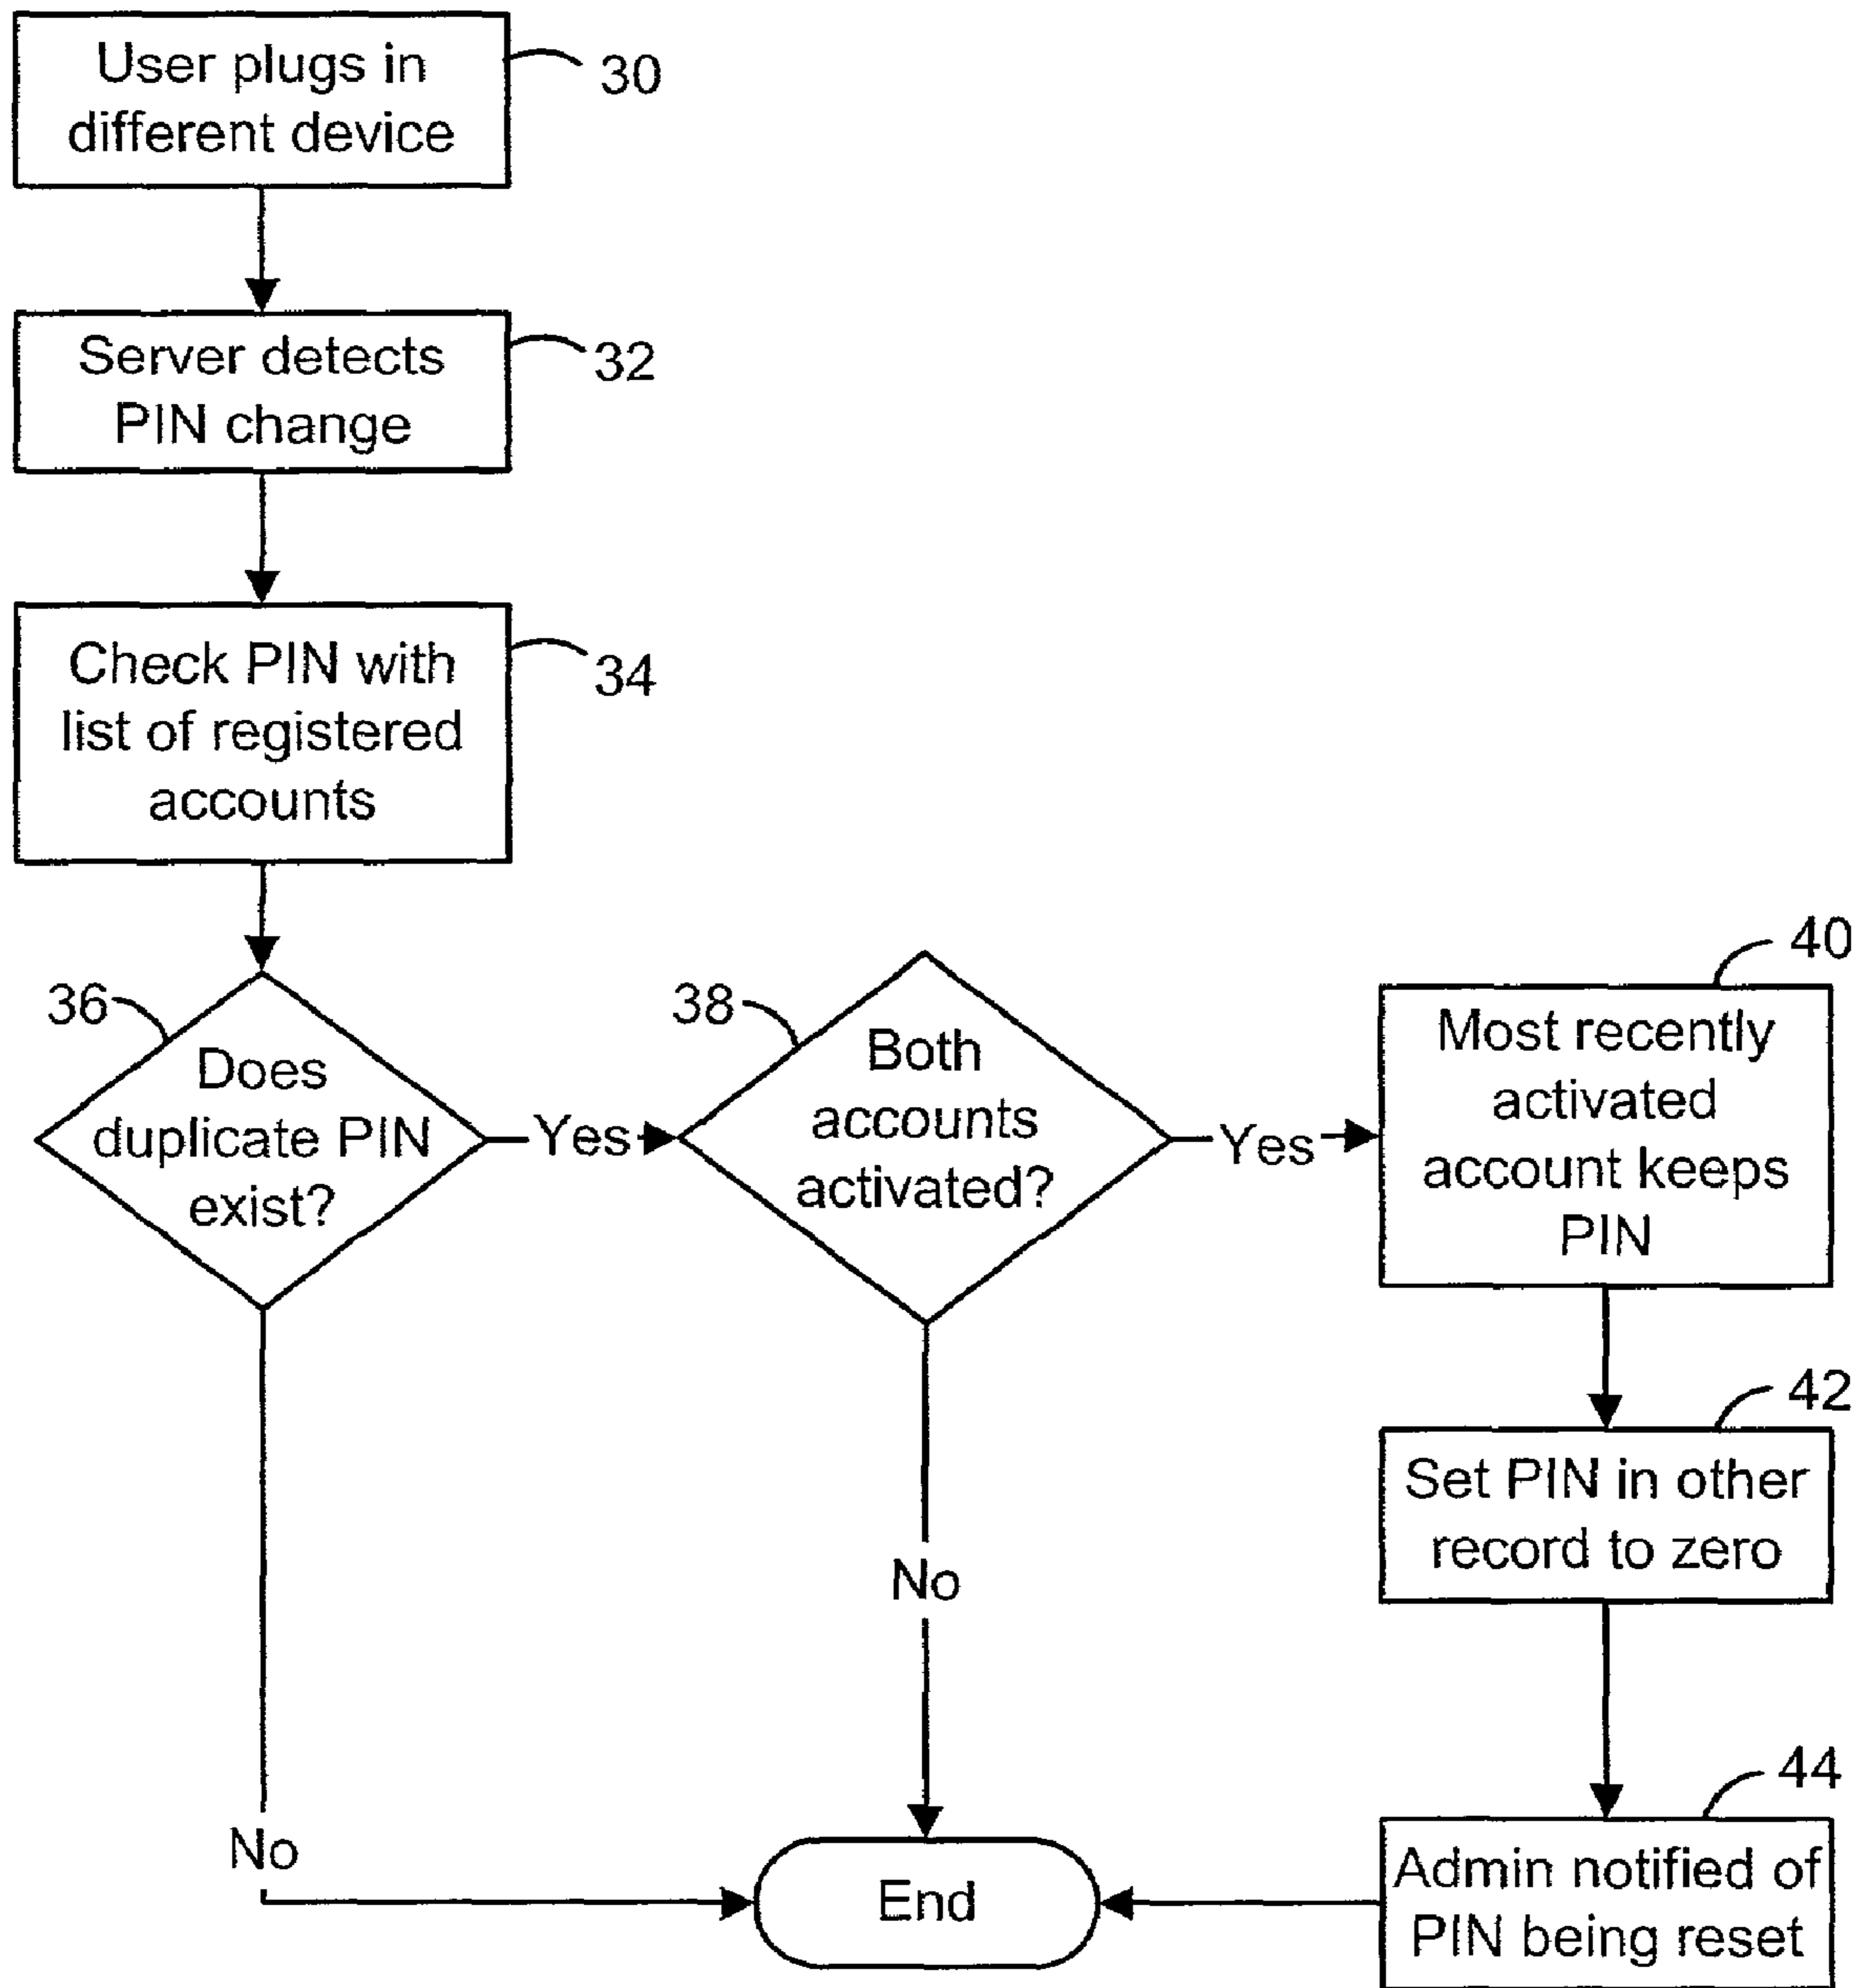 User plugs in
different device
30
Server detects
PIN change
32
Check PIN with
list of registered
accounts
34
36
Does
duplicate PIN
exist?
Yes
38
Both
accounts
activated?
Yes
40
Most recently
activated
account keeps
PIN
42
Set PIN in other
record to zero
No
44
Admin notified of
PIN being reset
No
End